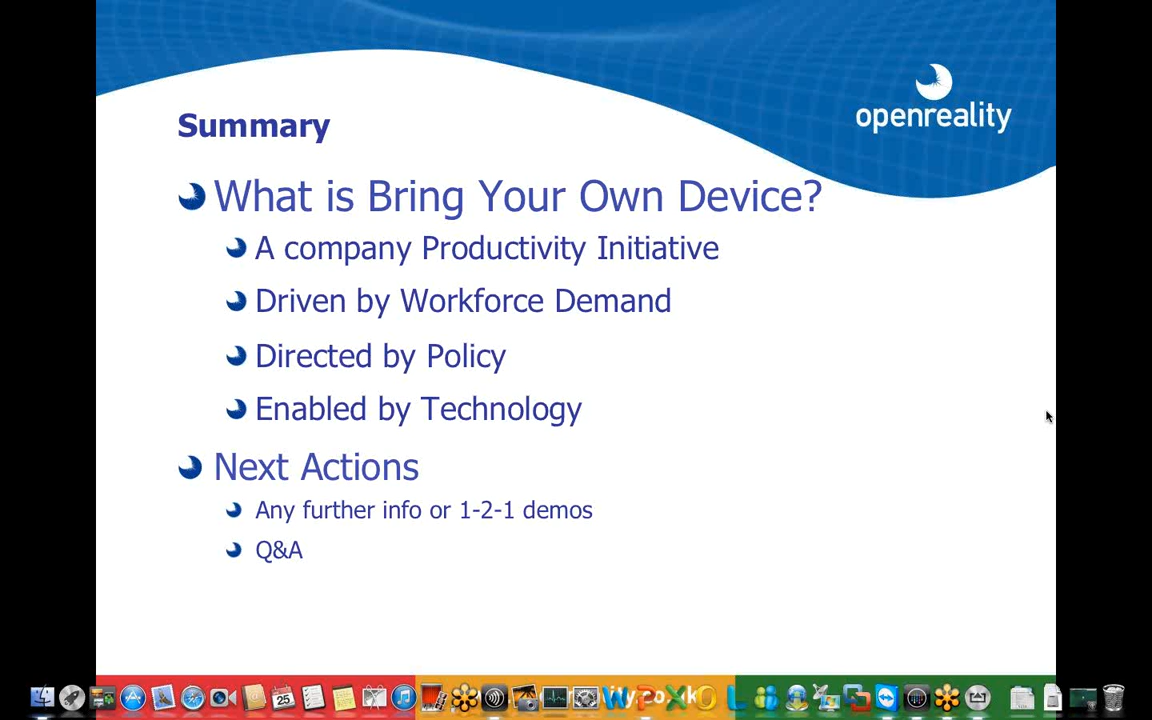 openreality
Summary
What is Bring Your Own Device?
A company Productivity Initiative
Driven by Workforce Demand
Directed by Policy
Enabled by Technology
Next Actions
Any further info or 1-2-1 demos
Q&A
25